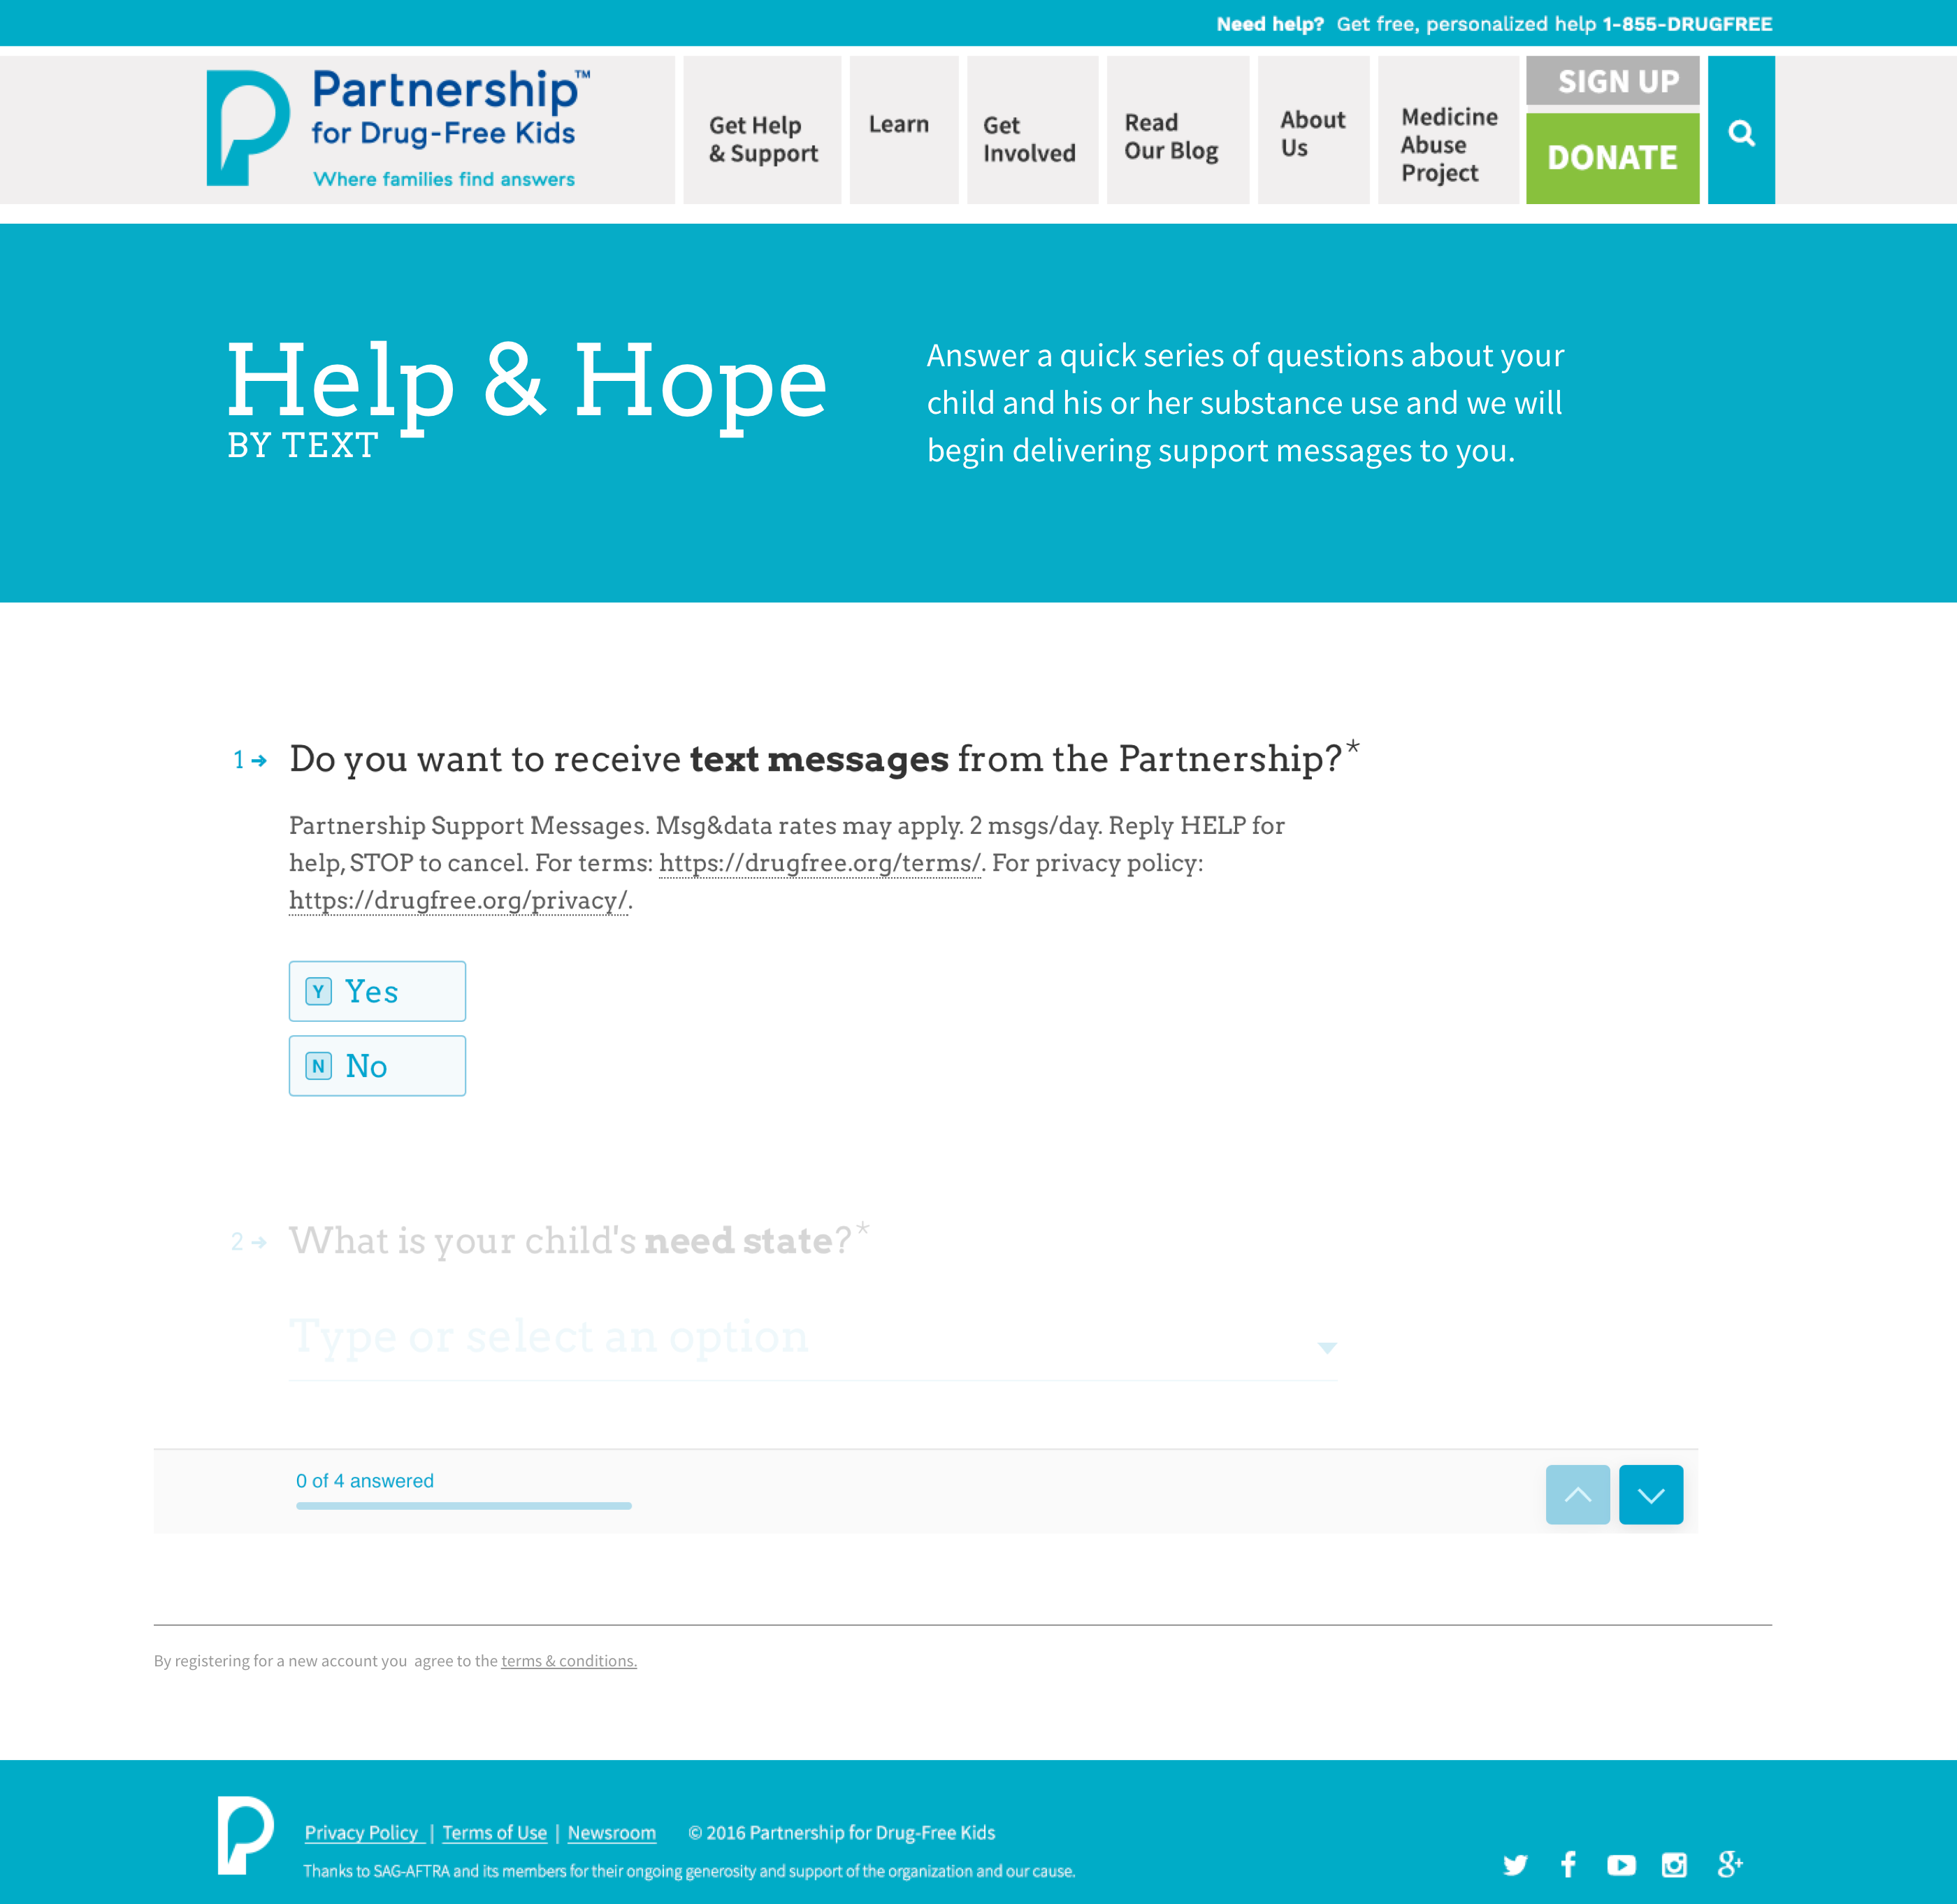 Need help? Get free, personalized help 1-855-DRUGFREE
Partnership™
for Drug-Free Kids
Where families find answers
Get Help
& Support
Learn
Get
Involved
Read
Our Blog
About
Us
Medicine
Abuse
Project
SIGN UP
DONATE
Help & Hope
BY TEXT
Answer a quick series of questions about your
child and his or her substance use and we will
begin delivering support messages to you.
1 → Do you want to receive text messages from the Partnership?*
Partnership Support Messages. Msg&data rates may apply. 2 msgs/day. Reply HELP for
help, STOP to cancel. For terms: https://drugfree.org/terms/. For privacy policy:
https://drugfree.org/privacy/.
Y Yes
N No
2 → What is your child's need state?*
Type or select an option
0 of 4 answered
By registering for a new account you agree to the terms & conditions.
Privacy Policy | Terms of Use | Newsroom © 2016 Partnership for Drug-Free Kids
Thanks to SAG-AFTRA and its members for their ongoing generosity and support of the organization and our cause.